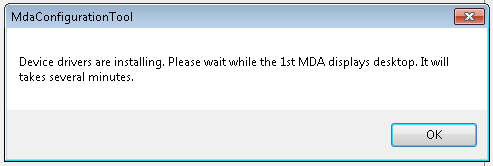 MdaConfigurationTool
Device drivers are installing. Please wait while the 1st MDA displays desktop. It will
takes several minutes.
OK